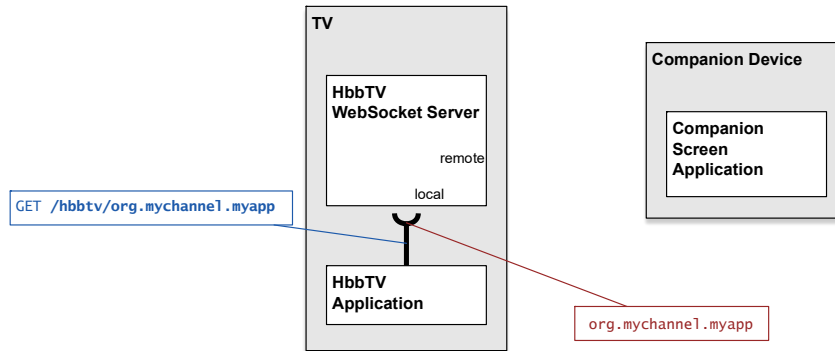 TV
HbbTV
WebSocket Server
remote
local
GET /hbbtv/org.mychannel.myapp
HbbTV
Application
org.mychannel.myapp
Companion Device
Companion
Screen
Application